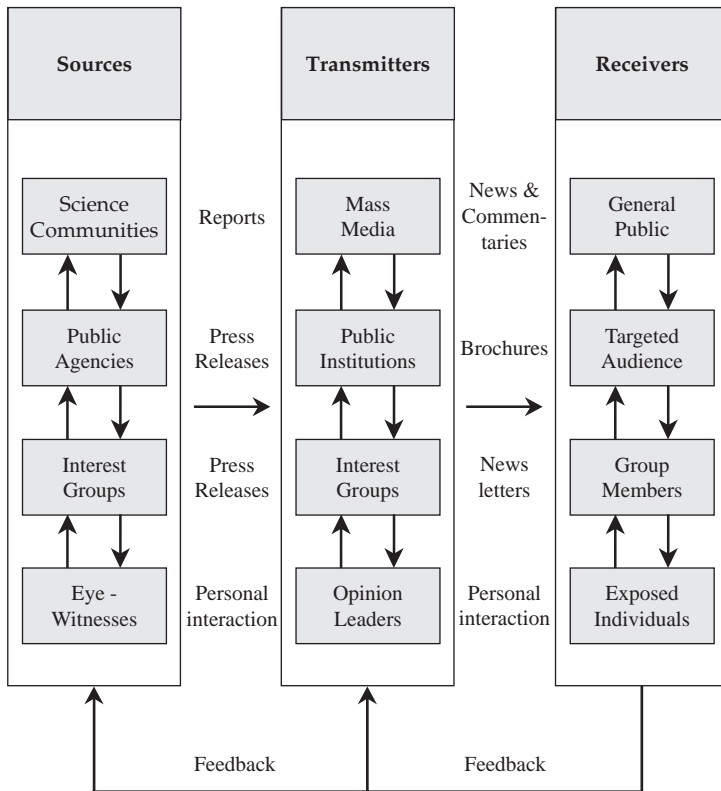 Sources
Transmitters
Receivers
Science
Communities
Reports
Mass
Media
News &
Commen-
taries
General
Public
Public
Agencies
Press
Releases
Public
Institutions
Brochures
Targeted
Audience
Interest
Groups
Press
Releases
Interest
Groups
News
letters
Group
Members
Eye -
Witnesses
Personal
interaction
Opinion
Leaders
Personal
interaction
Exposed
Individuals
Feedback
Feedback